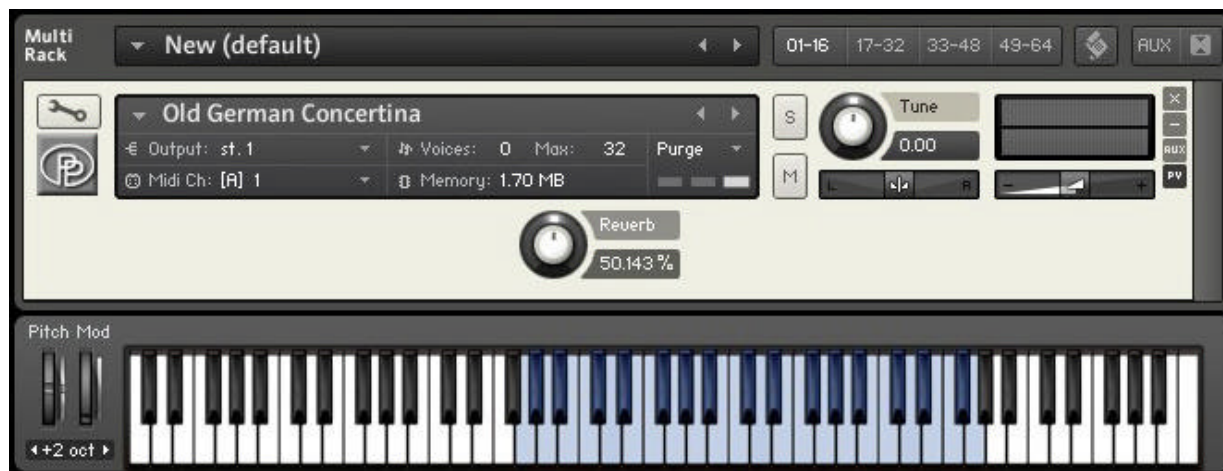 Multi Rack
New (default)
01-16 17-32 33-48 49-64
AUX
Old German Concertina
Output: st. 1
Voices: 0 Max: 32
Purge
Midi Ch: [A] 1
Memory: 1.70 MB
S
M
Tune
0.00
L R
- +
×
-
AUX
PV
Reverb
50.143 %
Pitch Mod
+2 oct